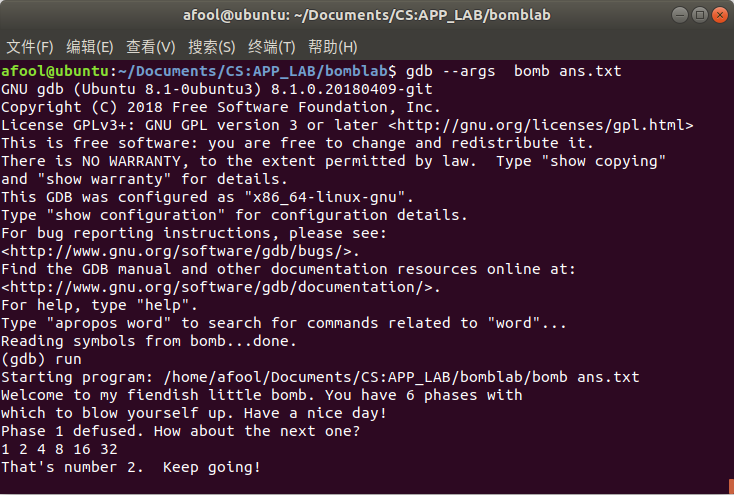 afool@ubuntu: ~/Documents/CS:APP_LAB/bomblab
文件(F) 编辑(E) 查看(V) 搜索(S) 终端(T) 帮助(H)
afool@ubuntu:~/Documents/CS:APP_LAB/bomblab$ gdb --args  bomb ans.txt
GNU gdb (Ubuntu 8.1-0ubuntu3) 8.1.0.20180409-git
Copyright (C) 2018 Free Software Foundation, Inc.
License GPLv3+: GNU GPL version 3 or later <http://gnu.org/licenses/gpl.html>
This is free software: you are free to change and redistribute it.
There is NO WARRANTY, to the extent permitted by law.  Type "show copying"
and "show warranty" for details.
This GDB was configured as "x86_64-linux-gnu".
Type "show configuration" for configuration details.
For bug reporting instructions, please see:
<http://www.gnu.org/software/gdb/bugs/>.
Find the GDB manual and other documentation resources online at:
<http://www.gnu.org/software/gdb/documentation/>.
For help, type "help".
Type "apropos word" to search for commands related to "word"...
Reading symbols from bomb...done.
(gdb) run
Starting program: /home/afool/Documents/CS:APP_LAB/bomblab/bomb ans.txt
Welcome to my fiendish little bomb. You have 6 phases with
which to blow yourself up. Have a nice day!
Phase 1 defused. How about the next one?
1 2 4 8 16 32
That's number 2.  Keep going!